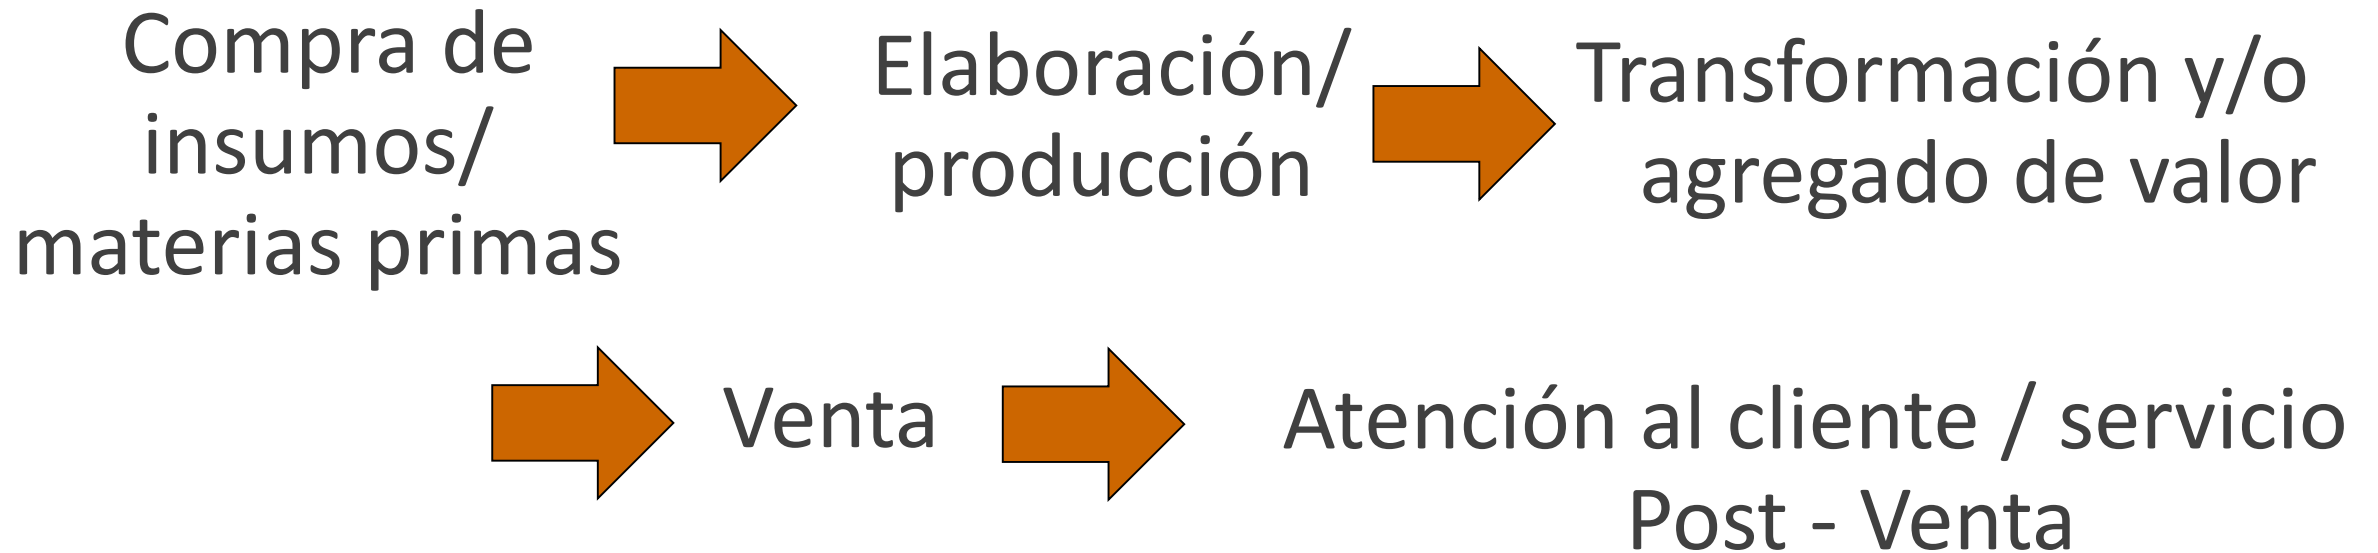 Compra de
insumos/
materias primas
Elaboración/
producción
Transformación y/o
agregado de valor
Venta
Atención al cliente / servicio
Post - Venta